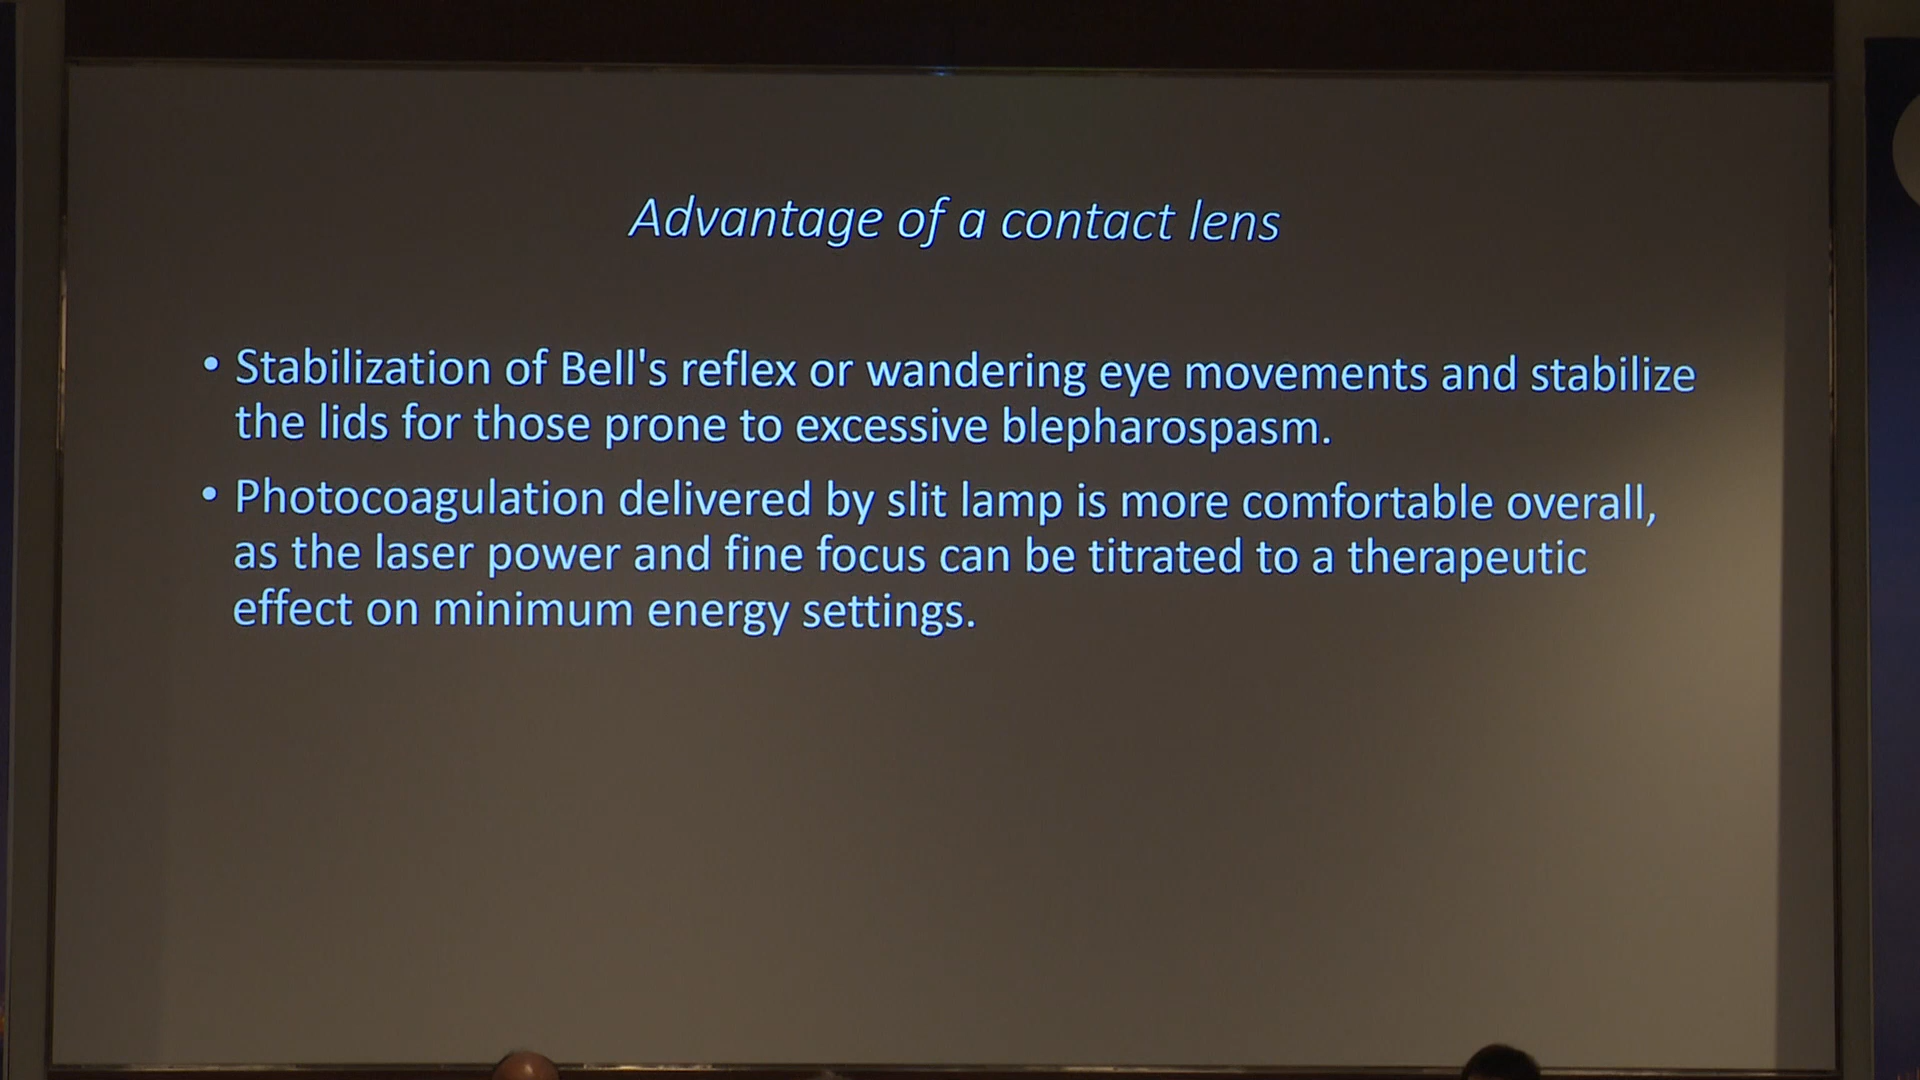 Advantage of a contact lens
• Stabilization of Bell's reflex or wandering eye movements and stabilize
the lids for those prone to excessive blepharospasm.
• Photocoagulation delivered by slit lamp is more comfortable overall,
as the laser power and fine focus can be titrated to a therapeutic
effect on minimum energy settings.